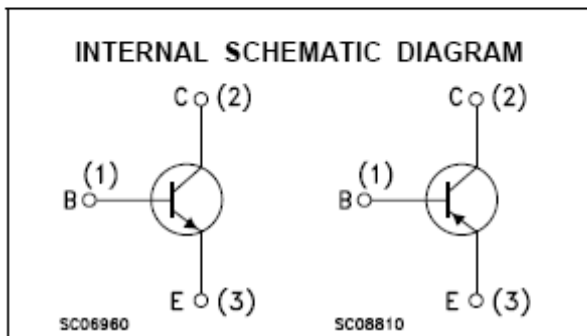 INTERNAL SCHEMATIC DIAGRAM
C (2) C (2)
(1) (1)
B B
E (3) E (3)
SC06960 SC08810